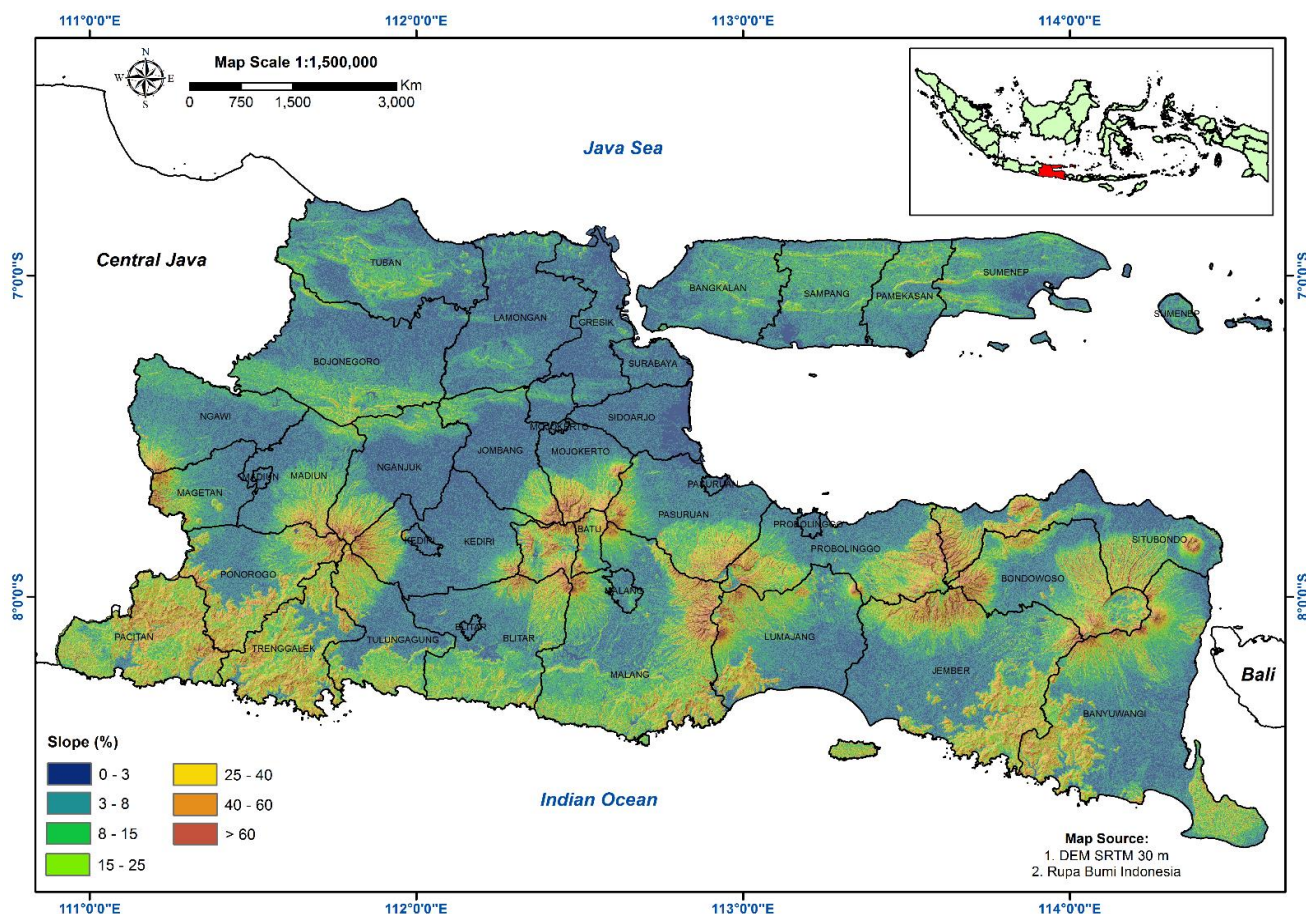 111°0'0"E
112°0'0"E
113°0'0"E
114°0'0"E
N
W
E
S
Map Scale 1:1,500,000
Km
0 750 1,500 3,000
Java Sea
Central Java
7°0'0"S
7°0'0"S
TUBAN
LAMONGAN
GRESIK
BANGKALAN
SAMPANG
PAMEKASAN
SUMENEP
SUMENEP
BOJONEGORO
SURABAYA
NGAWI
SIDOARJO
MOJOKERTO
MOJOKERTO
JOMBANG
NGANJUK
MADIUN
MADIUN
MAGETAN
PASURUAN
PASURUAN
BATU
KEDIRI
KEDIRI
PROBOLINGGO
PROBOLINGGO
SITUBONDO
BONDOWOSO
PONOROGO
8°0'0"S
8°0'0"S
MALANG
BLITAR
BLITAR
TULUNGAGUNG
PACITAN
TRENGGALEK
LUMAJANG
MALANG
JEMBER
BANYUWANGI
Bali
Slope (%)
0 - 3
3 - 8
8 - 15
15 - 25
25 - 40
40 - 60
> 60
Indian Ocean
Map Source:
1. DEM SRTM 30 m
2. Rupa Bumi Indonesia
111°0'0"E
112°0'0"E
113°0'0"E
114°0'0"E